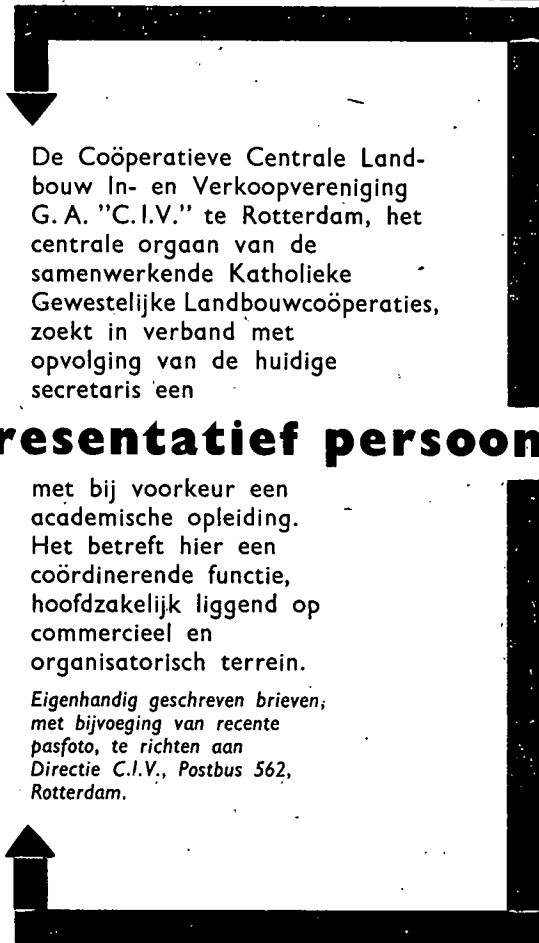 De Coöperatieve Centrale Land-
bouw In- en Verkoopvereniging
G. A. "C.I.V." te Rotterdam, het
centrale orgaan van de
samenwerkende Katholieke
Gewestelijke Landbouwcoöperaties,
zoekt in verband met
opvolging van de huidige
secretaris een
resentatief persoon
met bij voorkeur een
academische opleiding.
Het betreft hier een
coördinerende functie,
hoofdzakelijk liggend op
commercieel en
organisatorisch terrein.
Eigenhandig geschreven brieven,
met bijvoeging van recente
pasfoto, te richten aan
Directie C.I.V., Postbus 562,
Rotterdam.